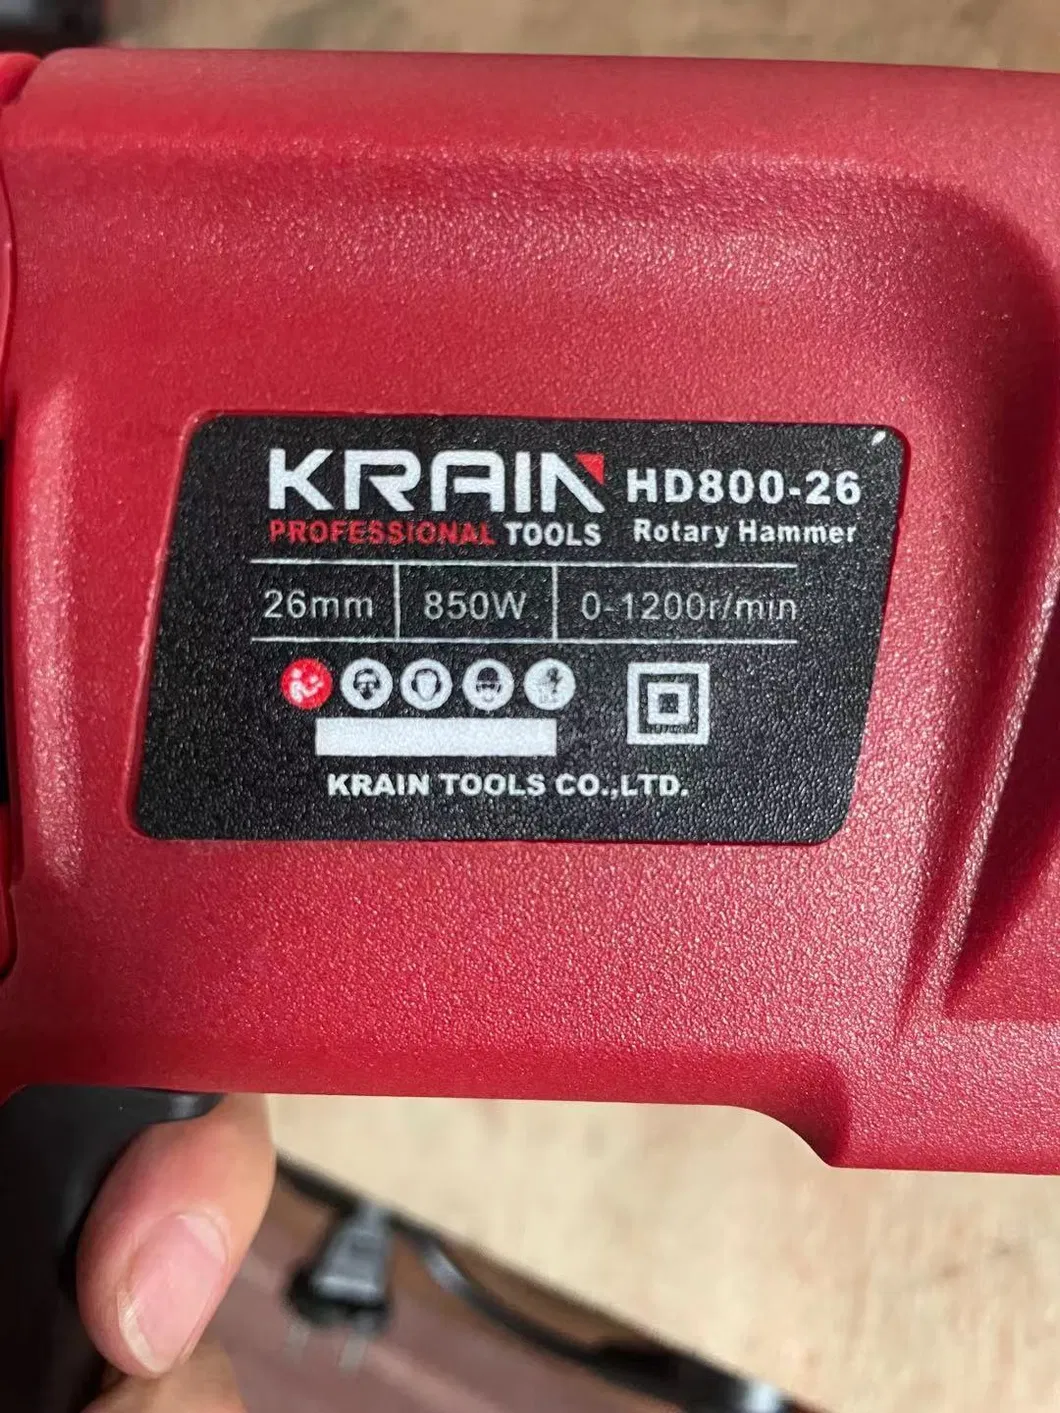 KRAIN HD800-26
PROFESSIONAL TOOLS Rotary Hammer
26mm 850W 0-1200r/min
KRAIN TOOLS CO.,LTD.